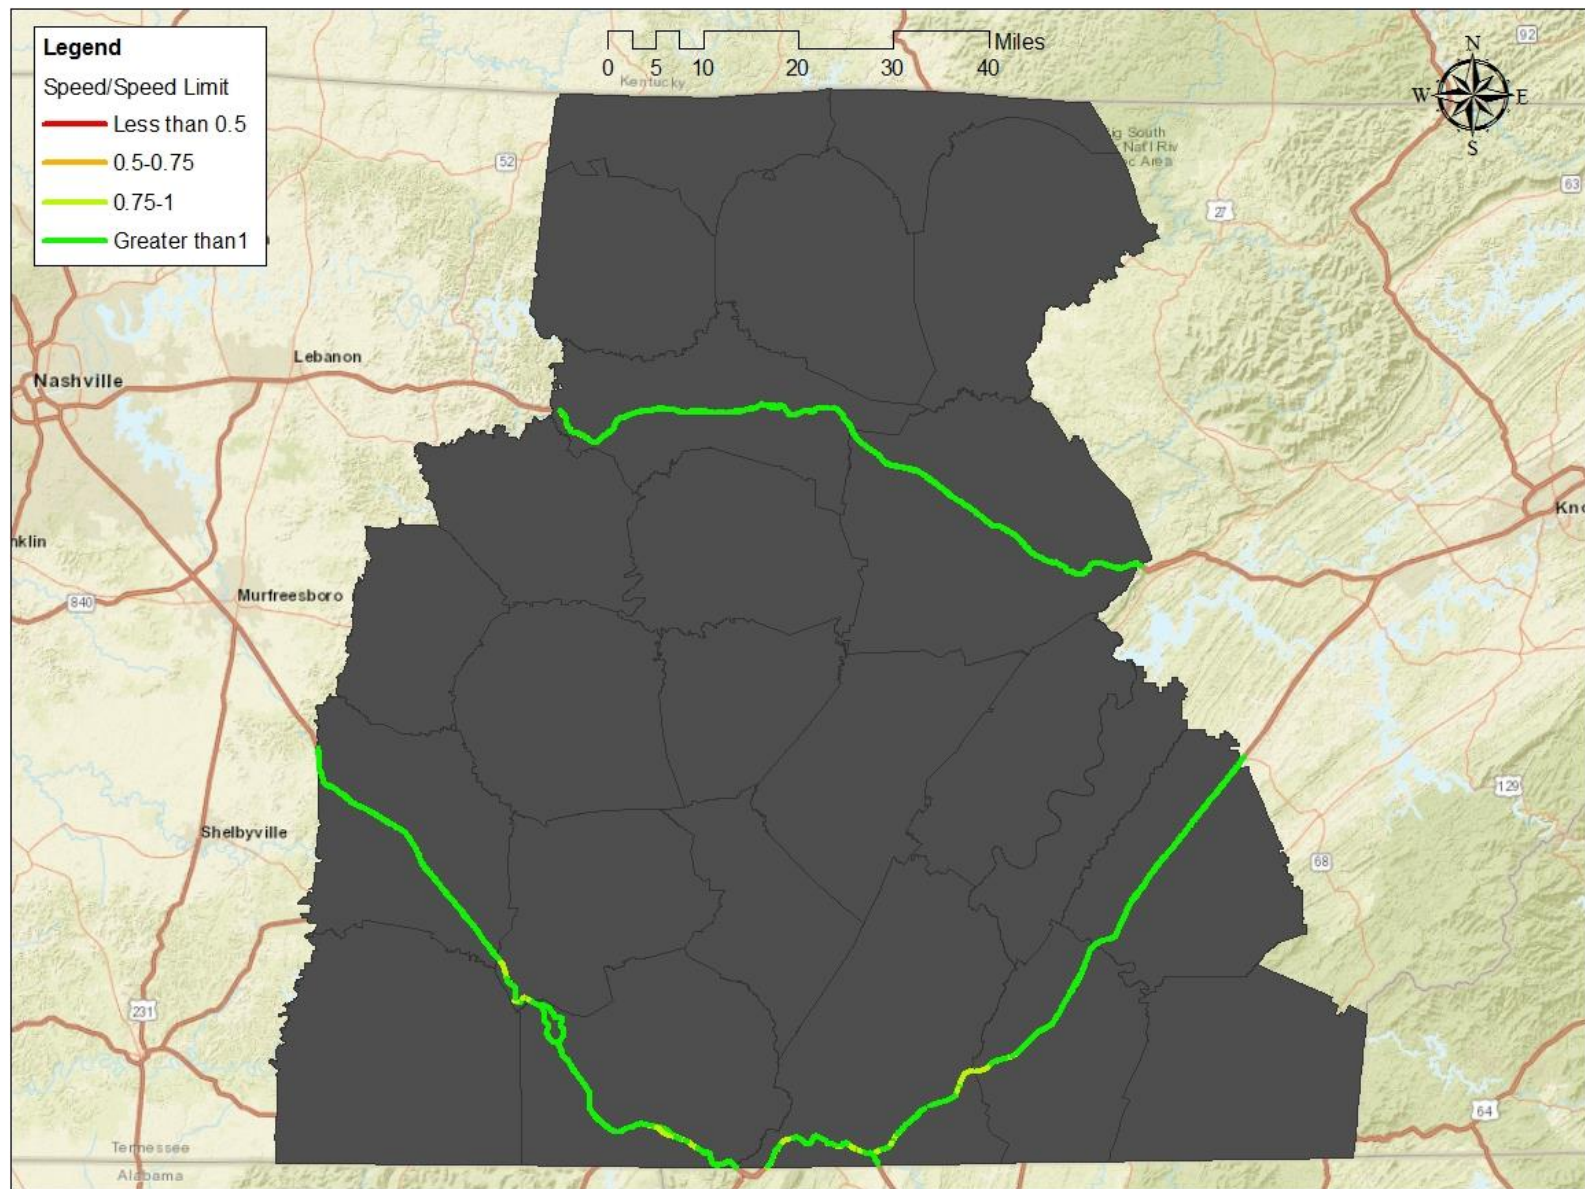 Legend
Speed/Speed Limit
Less than 0.5
0.5-0.75
0.75-1
Greater than1
Miles
0 5 10 20 30 40
Kentucky
N
W E
S
92
ig South
Nat'l Riv
Area
52
63
27
Lebanon
Nashville
Kno
nklin
Murfreesboro
840
129
Shelbyville
68
231
64
Tennessee
Alabama